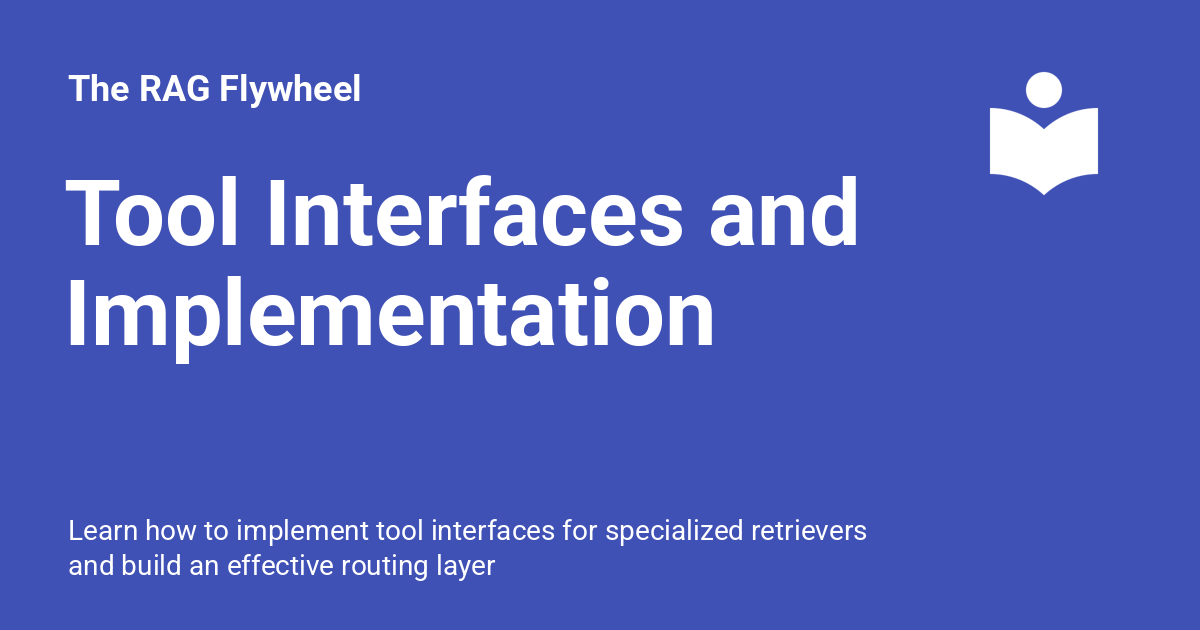 The RAG Flywheel
Tool Interfaces and
Implementation
Learn how to implement tool interfaces for specialized retrievers
and build an effective routing layer